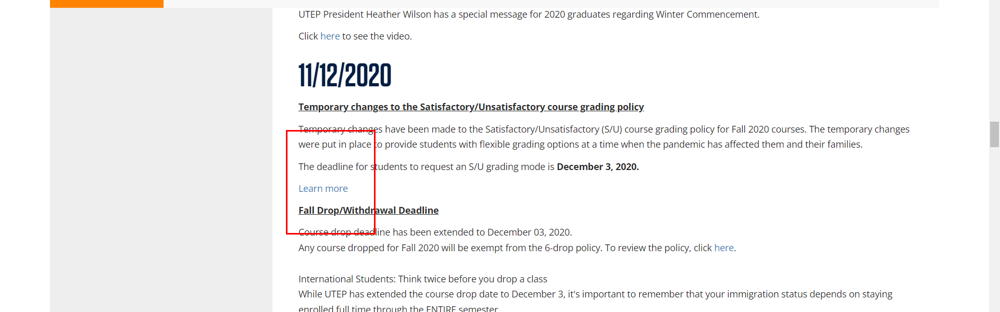 UTEP President Heather Wilson has a special message for 2020 graduates regarding Winter Commencement.
Click here to see the video.
11/12/2020
Temporary changes to the Satisfactory/Unsatisfactory course grading policy
Temporary changes have been made to the Satisfactory/Unsatisfactory (S/U) course grading policy for Fall 2020 courses. The temporary changes
were put in place to provide students with flexible grading options at a time when the pandemic has affected them and their families.
The deadline for students to request an S/U grading mode is December 3, 2020.
Learn more
Fall Drop/Withdrawal Deadline
Course drop deadline has been extended to December 03, 2020.
Any course dropped for Fall 2020 will be exempt from the 6-drop policy. To review the policy, click here.
International Students: Think twice before you drop a class
While UTEP has extended the course drop date to December 3, it's important to remember that your immigration status depends on staying
enrolled full time through the ENTIRE semester